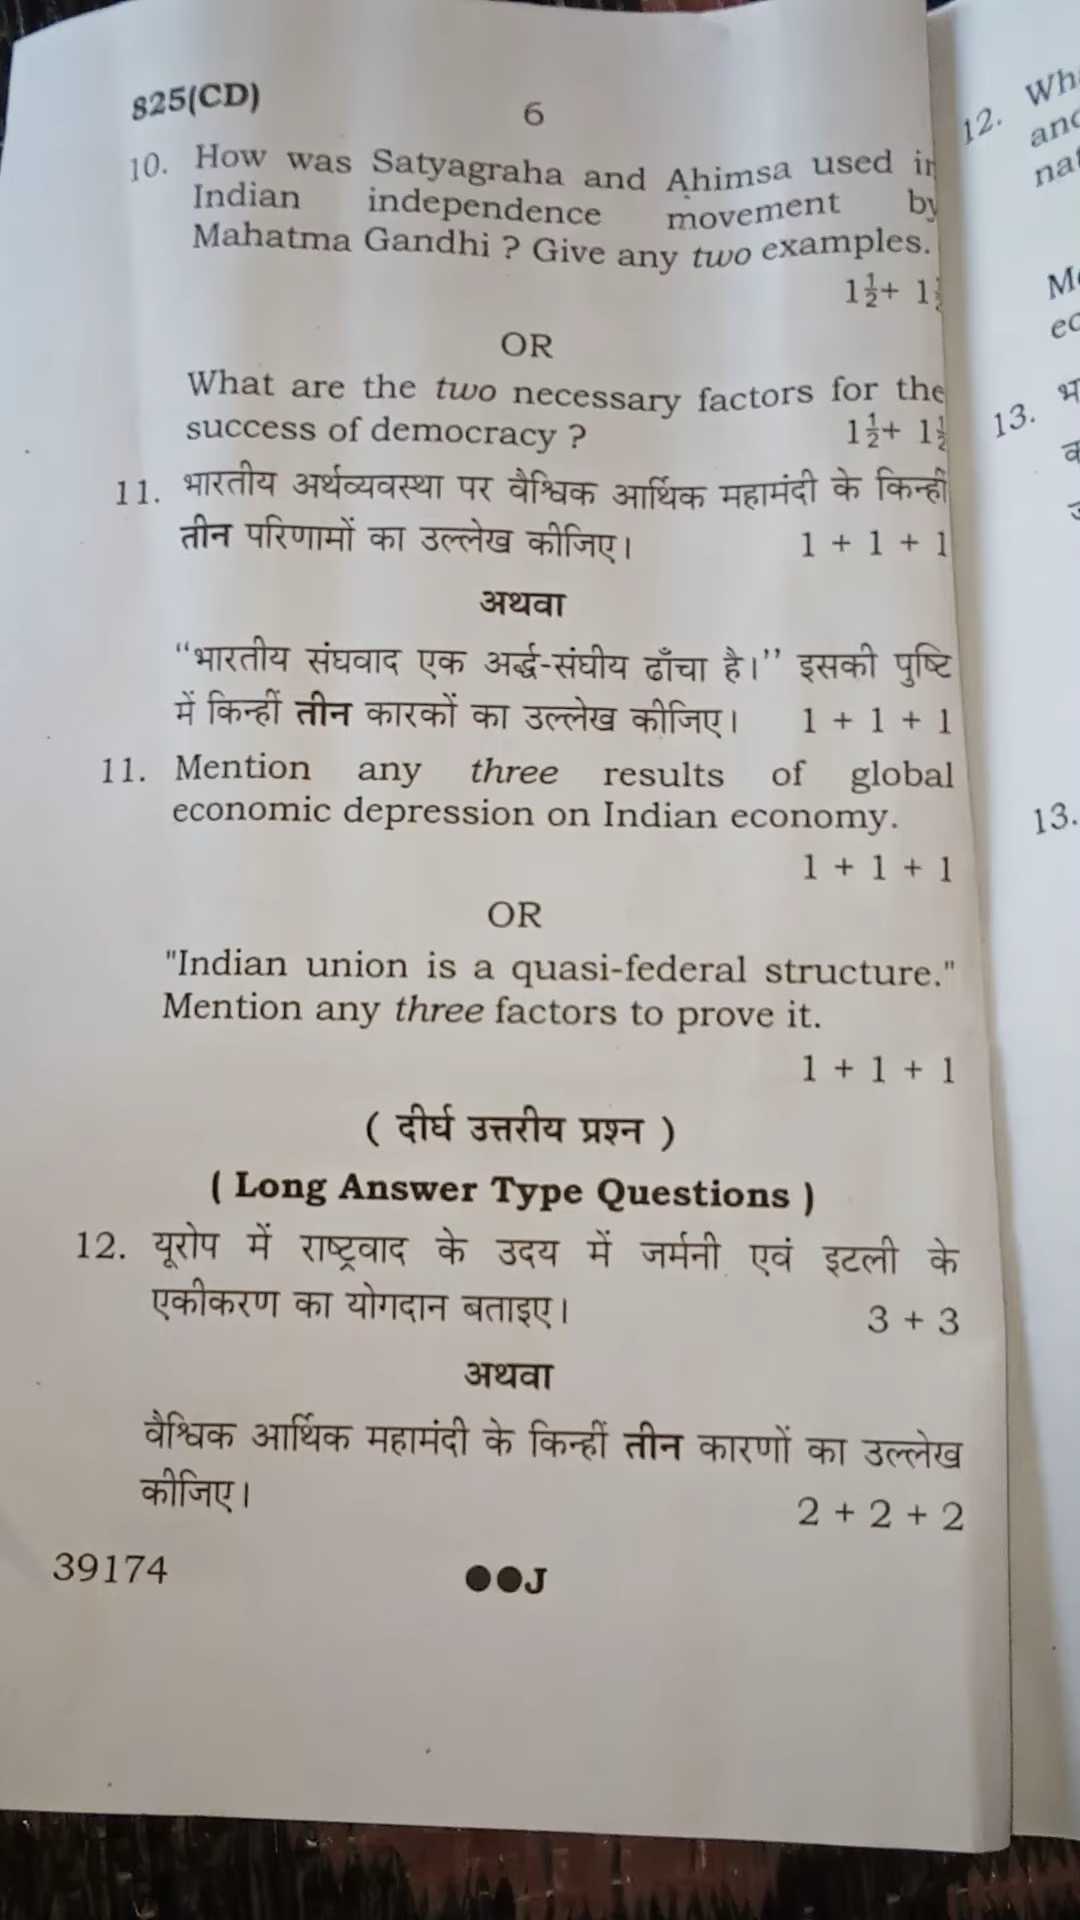 825(CD)
6
10. How was Satyagraha and Ahimsa used in
Indian independence movement by
Mahatma Gandhi ? Give any two examples.
1½+ 1½
OR
What are the two necessary factors for the
success of democracy ? 1½+ 1½
11. भारतीय अर्थव्यवस्था पर वैश्विक आर्थिक महामंदी के किन्हीं
तीन परिणामों का उल्लेख कीजिए। 1 + 1 + 1
अथवा
“भारतीय संघवाद एक अर्द्ध-संघीय ढाँचा है।” इसकी पुष्टि
में किन्हीं तीन कारकों का उल्लेख कीजिए। 1 + 1 + 1
11. Mention any three results of global
economic depression on Indian economy.
1 + 1 + 1
OR
"Indian union is a quasi-federal structure."
Mention any three factors to prove it.
1 + 1 + 1
( दीर्घ उत्तरीय प्रश्न )
( Long Answer Type Questions )
12. यूरोप में राष्ट्रवाद के उदय में जर्मनी एवं इटली के
एकीकरण का योगदान बताइए। 3 + 3
अथवा
वैश्विक आर्थिक महामंदी के किन्हीं तीन कारणों का उल्लेख
कीजिए। 2 + 2 + 2
39174
●●J
12.
13.
13.